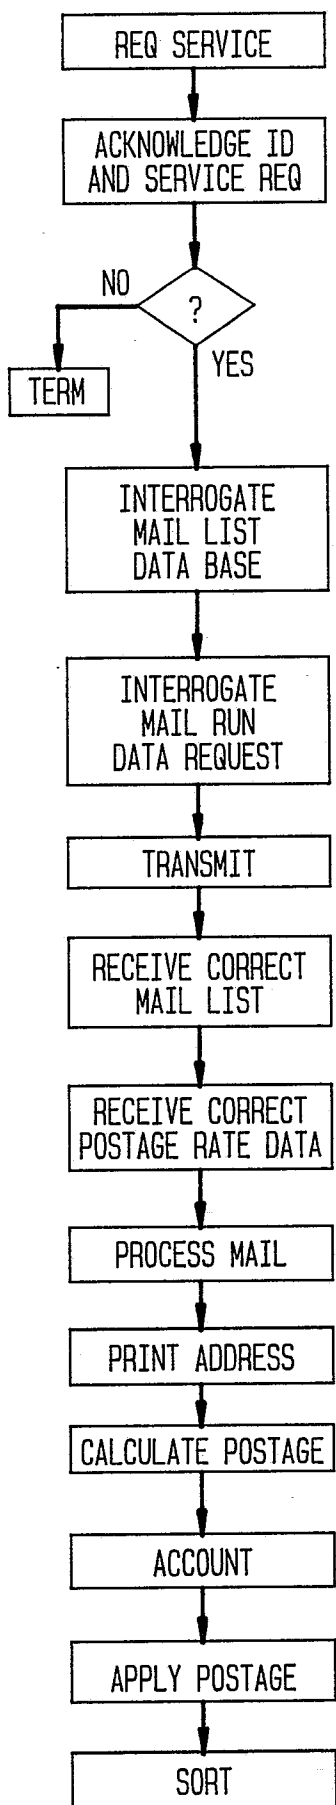 REQ SERVICE
ACKNOWLEDGE ID
AND SERVICE REQ
NO
?
YES
TERM
INTERROGATE
MAIL LIST
DATA BASE
INTERROGATE
MAIL RUN
DATA REQUEST
TRANSMIT
RECEIVE CORRECT
MAIL LIST
RECEIVE CORRECT
POSTAGE RATE DATA
PROCESS MAIL
PRINT ADDRESS
CALCULATE POSTAGE
ACCOUNT
APPLY POSTAGE
SORT